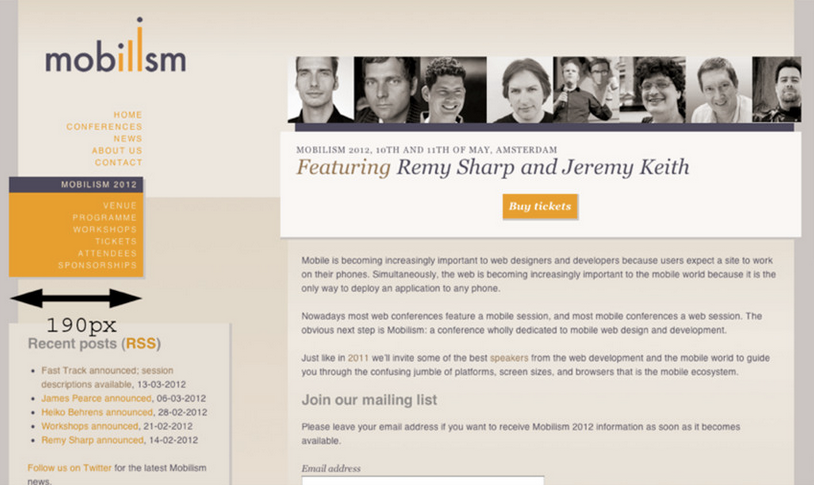 mobilism
HOME
CONFERENCES
NEWS
ABOUT US
CONTACT
MOBILISM 2012
VENUE
PROGRAMME
WORKSHOPS
TICKETS
ATTENDEES
SPONSORSHIPS
190px
Recent posts (RSS)
Fast Track announced; session
descriptions available, 13-03-2012
James Pearce announced, 06-03-2012
Heiko Behrens announced, 28-02-2012
Workshops announced, 21-02-2012
Remy Sharp announced, 14-02-2012
Follow us on Twitter for the latest Mobilism
news.
MOBILISM 2012, 10TH AND 11TH OF MAY, AMSTERDAM
Featuring Remy Sharp and Jeremy Keith
Buy tickets
Mobile is becoming increasingly important to web designers and developers because users expect a site to work
on their phones. Simultaneously, the web is becoming increasingly important to the mobile world because it is the
only way to deploy an application to any phone.
Nowadays most web conferences feature a mobile session, and most mobile conferences a web session. The
obvious next step is Mobilism: a conference wholly dedicated to mobile web design and development.
Just like in 2011 we'll invite some of the best speakers from the web development and the mobile world to guide
you through the confusing jumble of platforms, screen sizes, and browsers that is the mobile ecosystem.
Join our mailing list
Please leave your email address if you want to receive Mobilism 2012 information as soon as it becomes
available.
Email address